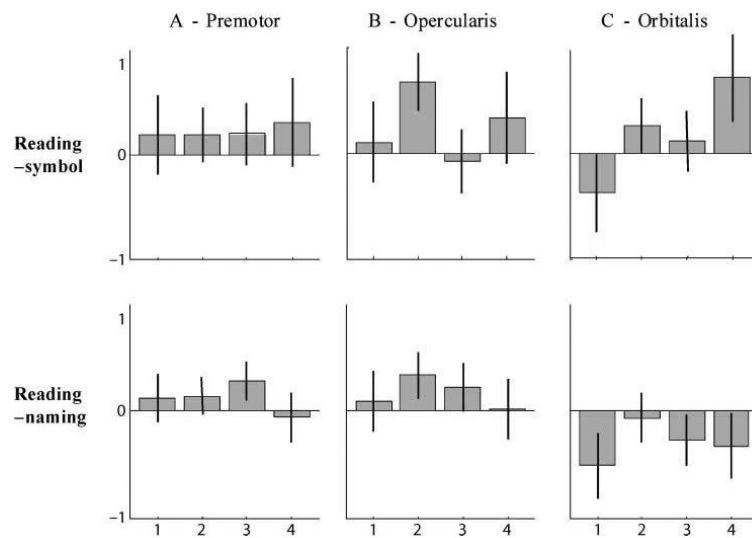 A - Premotor B - Opercularis C - Orbitalis
1
Reading
–symbol
0
–1
1
Reading
–naming
0
–1
1 2 3 4 1 2 3 4 1 2 3 4